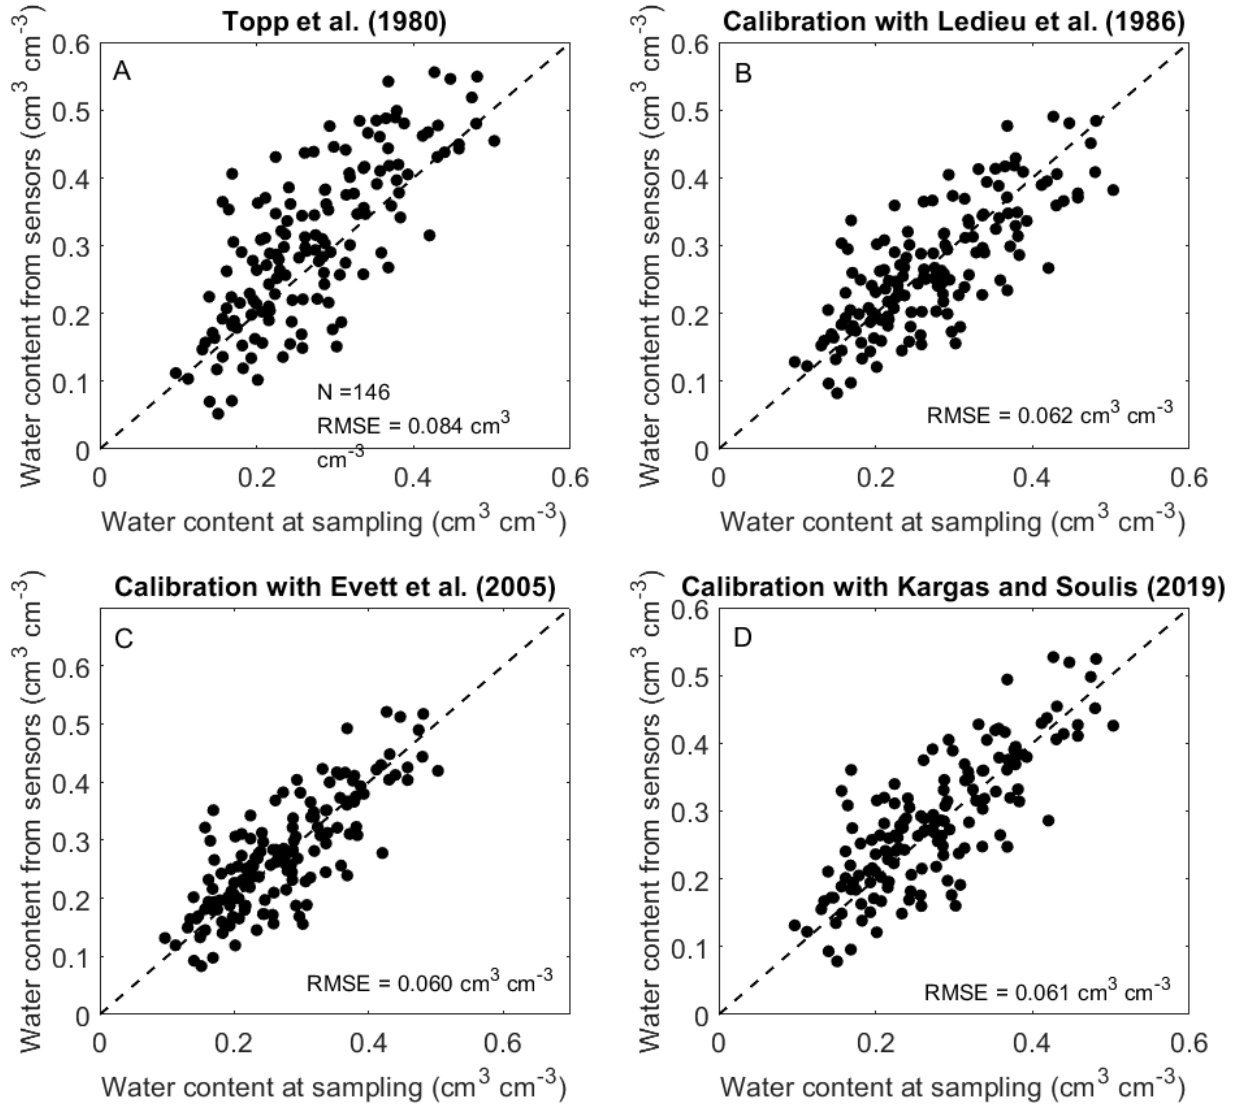 Topp et al. (1980)
A
Water content from sensors (cm³ cm⁻³)
0.6
0.5
0.4
0.3
0.2
0.1
0
N =146
RMSE = 0.084 cm³
cm⁻³
0
0.2
0.4
0.6
Water content at sampling (cm³ cm⁻³)
Calibration with Ledieu et al. (1986)
B
Water content from sensors (cm³ cm⁻³)
0.6
0.5
0.4
0.3
0.2
0.1
0
RMSE = 0.062 cm³ cm⁻³
0
0.2
0.4
0.6
Water content at sampling (cm³ cm⁻³)
Calibration with Evett et al. (2005)
C
Water content from sensors (cm³ cm⁻³)
0.6
0.5
0.4
0.3
0.2
0.1
0
RMSE = 0.060 cm³ cm⁻³
0
0.2
0.4
0.6
Water content at sampling (cm³ cm⁻³)
Calibration with Kargas and Soulis (2019)
D
Water content from sensors (cm³ cm⁻³)
0.6
0.5
0.4
0.3
0.2
0.1
0
RMSE = 0.061 cm³ cm⁻³
0
0.2
0.4
0.6
Water content at sampling (cm³ cm⁻³)